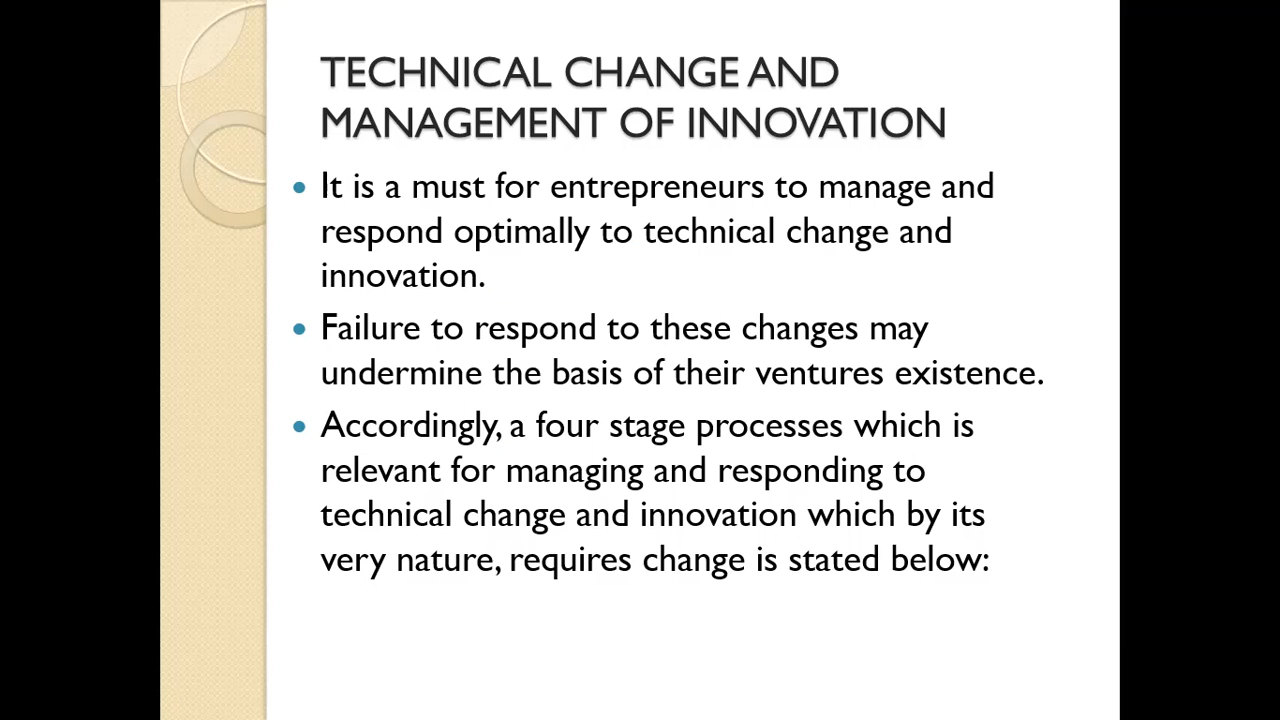 TECHNICAL CHANGE AND
MANAGEMENT OF INNOVATION
• It is a must for entrepreneurs to manage and
respond optimally to technical change and
innovation.
• Failure to respond to these changes may
undermine the basis of their ventures existence.
• Accordingly, a four stage processes which is
relevant for managing and responding to
technical change and innovation which by its
very nature, requires change is stated below: